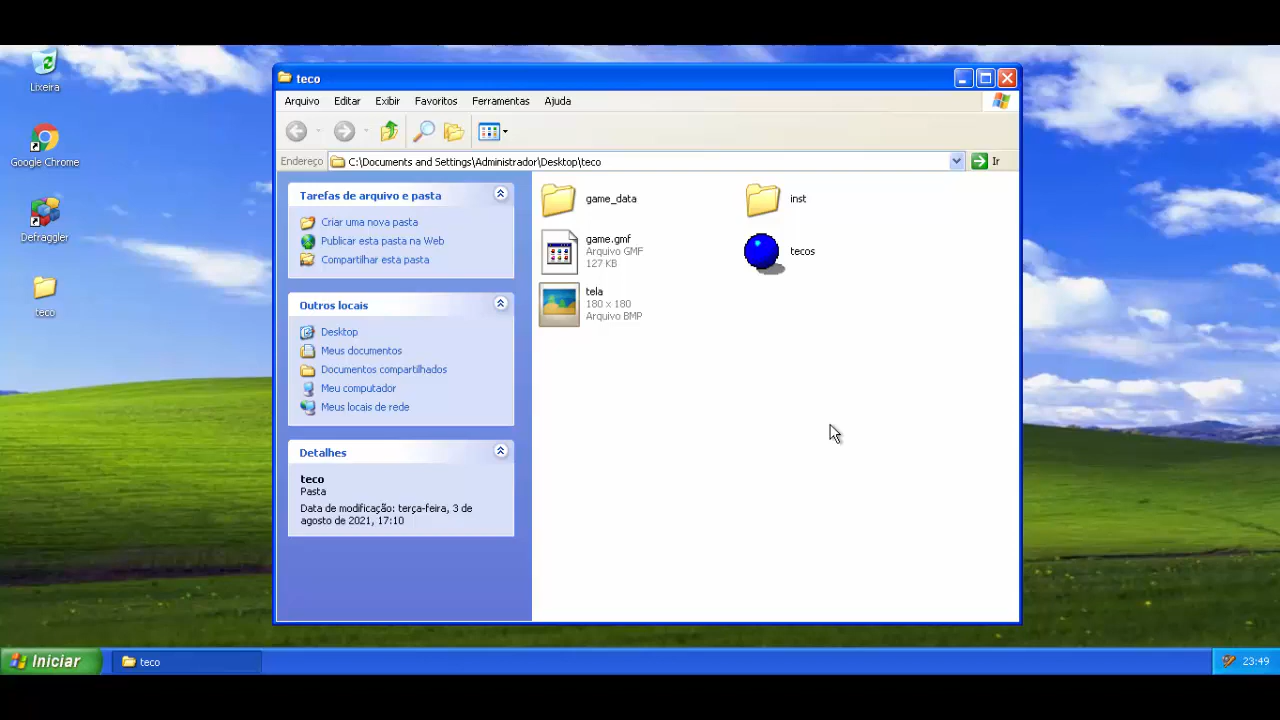 Lixeira
Google Chrome
Defraggler
teco
teco
Arquivo Editar Exibir Favoritos Ferramentas Ajuda
Endereço C:\Documents and Settings\Administrador\Desktop\teco Ir
Tarefas de arquivo e pasta
Criar uma nova pasta
Publicar esta pasta na Web
Compartilhar esta pasta
Outros locais
Desktop
Meus documentos
Documentos compartilhados
Meu computador
Meus locais de rede
Detalhes
teco
Pasta
Data de modificação: terça-feira, 3 de
agosto de 2021, 17:10
game_data
inst
game.gmf
Arquivo GMF
127 KB
tecos
tela
180 x 180
Arquivo BMP
Iniciar
teco
23:49